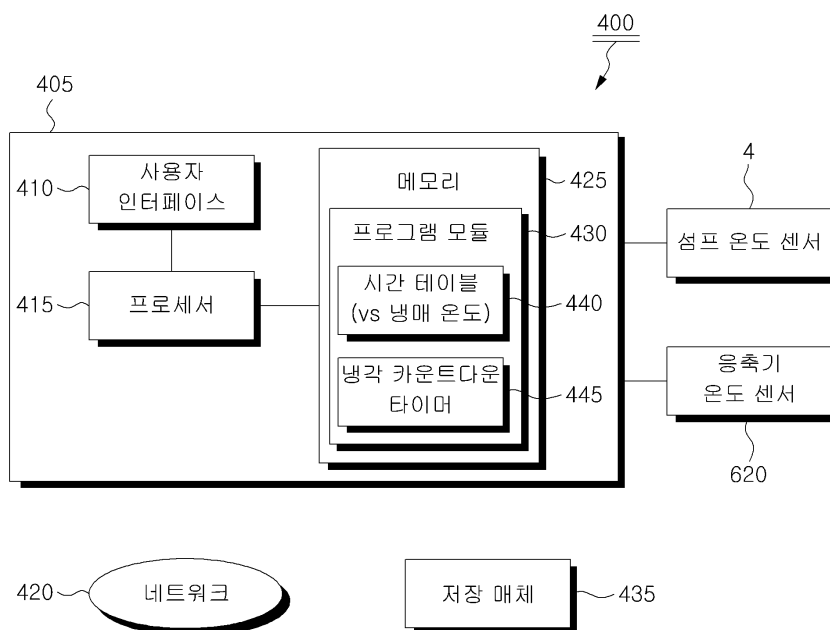 400
405
사용자
인터페이스
410
프로세서
415
메모리
425
프로그램 모듈
430
시간 테이블
(vs 냉매 온도)
440
냉각 카운트다운
타이머
445
4
섬프 온도 센서
응축기
온도 센서
620
네트워크
420
저장 매체
435